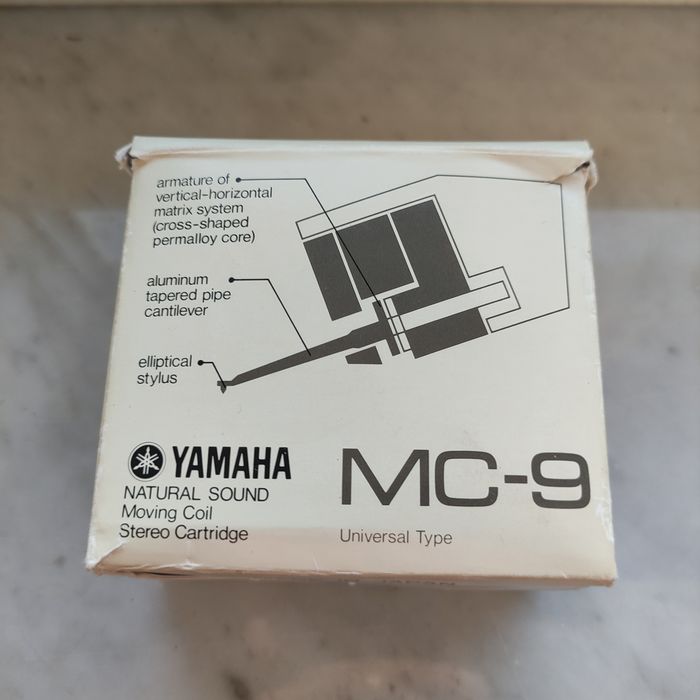 armature of
vertical-horizontal
matrix system
(cross-shaped
permalloy core)
aluminum
tapered pipe
cantilever
elliptical
stylus
YAMAHA
NATURAL SOUND
Moving Coil
Stereo Cartridge
MC-9
Universal Type
JAPAN